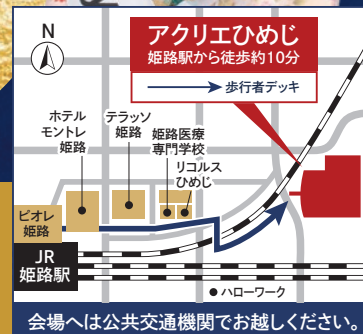 N
アクリエひめじ
姫路駅から徒歩約10分
歩行者デッキ
ホテル
モントレ
姫路
テラッソ
姫路
姫路医療
専門学校
リコルス
ひめじ
ピオレ
姫路
JR
姫路駅
ハローワーク
会場へは公共交通機関でお越しください。